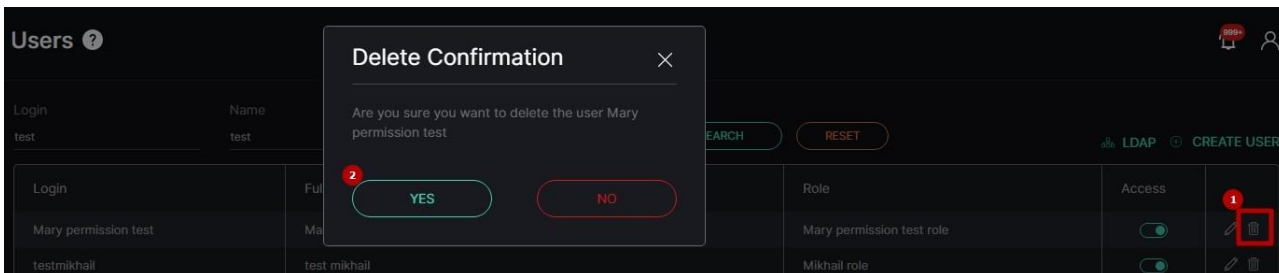 Users ?
999+
Delete Confirmation
Login
Name
Are you sure you want to delete the user Mary
permission test
test
test
EARCH
RESET
LDAP
CREATE USER
2
YES
NO
Login
Ful
Role
Access
1
Mary permission test
Ma
Mary permission test role
testmikhail
test mikhail
Mikhail role